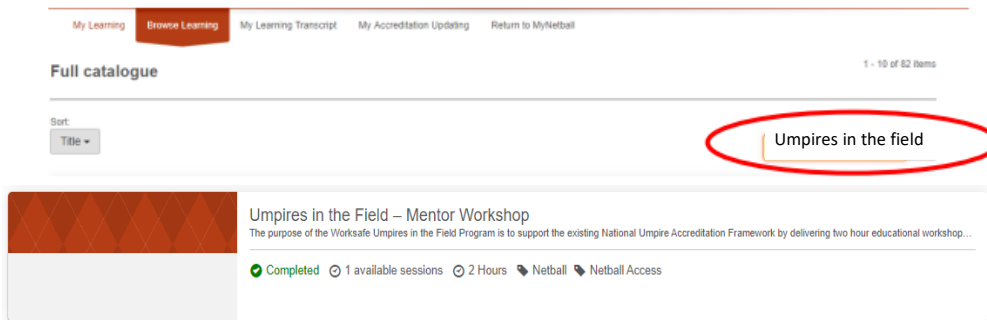 My Learning Browse Learning My Learning Transcript My Accreditation Updating Return to MyNetball
Full catalogue
1 - 10 of 82 items
Sort:
Title
Umpires in the field
Umpires in the Field – Mentor Workshop
The purpose of the Worksafe Umpires in the Field Program is to support the existing National Umpire Accreditation Framework by delivering two hour educational workshop...
Completed 1 available sessions 2 Hours Netball Netball Access